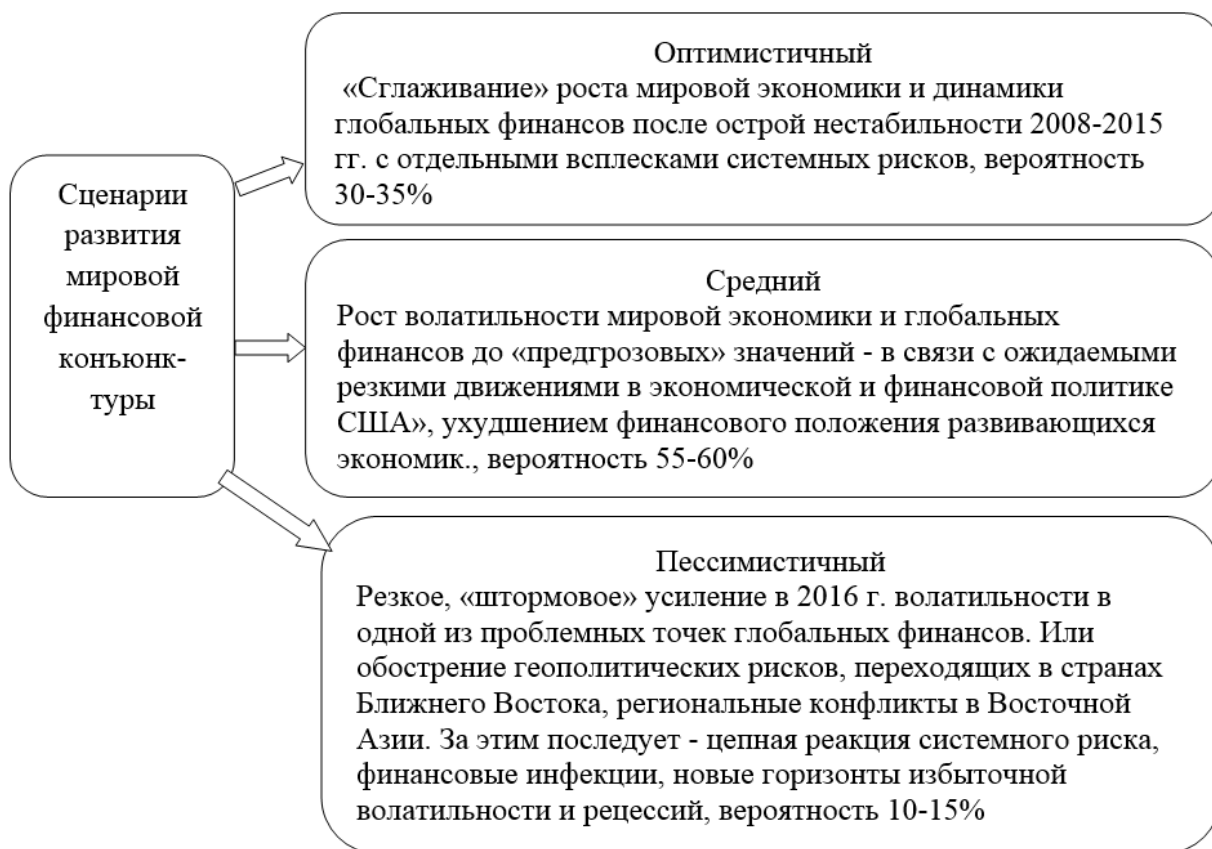 Сценарии
развития
мировой
финансовой
конъюнк-
туры
Оптимистичный
«Сглаживание» роста мировой экономики и динамики
глобальных финансов после острой нестабильности 2008-2015
гг. с отдельными всплесками системных рисков, вероятность
30-35%
Средний
Рост волатильности мировой экономики и глобальных
финансов до «предгрозовых» значений - в связи с ожидаемыми
резкими движениями в экономической и финансовой политике
США», ухудшением финансового положения развивающихся
экономик., вероятность 55-60%
Пессимистичный
Резкое, «штормовое» усиление в 2016 г. волатильности в
одной из проблемных точек глобальных финансов. Или
обострение геополитических рисков, переходящих в странах
Ближнего Востока, региональные конфликты в Восточной
Азии. За этим последует - цепная реакция системного риска,
финансовые инфекции, новые горизонты избыточной
волатильности и рецессий, вероятность 10-15%